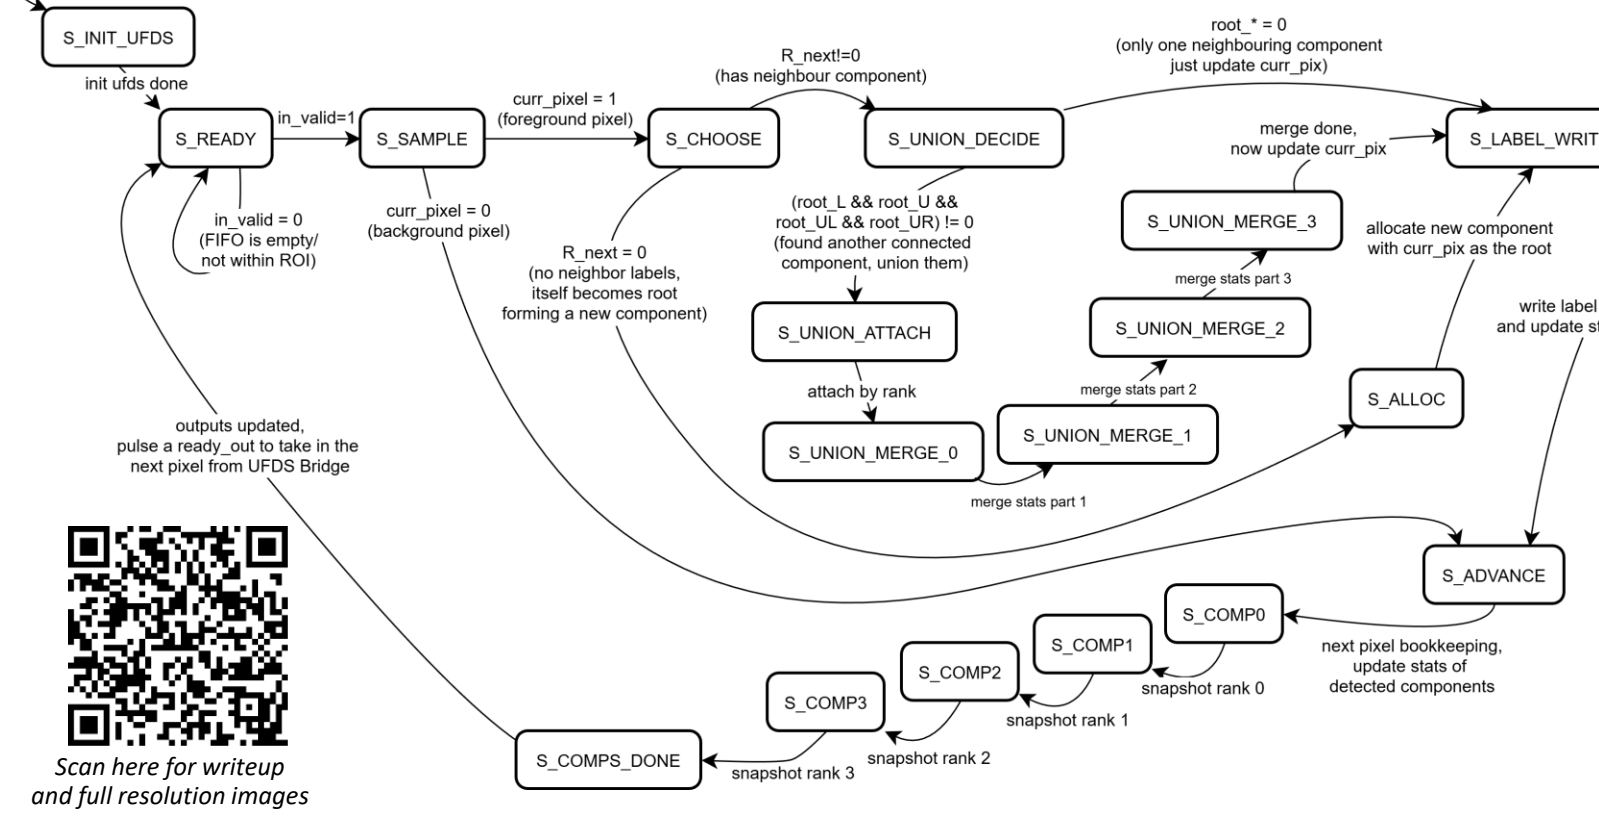 S_INIT_UFDS
init ufds done
S_READY
in_valid=1
in_valid = 0
(FIFO is empty/
not within ROI)
S_SAMPLE
curr_pixel = 1
(foreground pixel)
curr_pixel = 0
(background pixel)
S_CHOOSE
R_next!=0
(has neighbour component)
R_next = 0
(no neighbor labels,
itself becomes root
forming a new component)
S_UNION_DECIDE
root_* = 0
(only one neighbouring component
just update curr_pix)
(root_L && root_U &&
root_UL && root_UR) != 0
(found another connected
component, union them)
S_UNION_ATTACH
attach by rank
S_UNION_MERGE_0
merge stats part 1
S_UNION_MERGE_1
merge stats part 2
S_UNION_MERGE_2
merge stats part 3
S_UNION_MERGE_3
merge done,
now update curr_pix
S_LABEL_WRIT
allocate new component
with curr_pix as the root
S_ALLOC
write label
and update st
S_ADVANCE
next pixel bookkeeping,
update stats of
detected components
S_COMP0
snapshot rank 0
S_COMP1
snapshot rank 1
S_COMP2
snapshot rank 2
S_COMP3
snapshot rank 3
S_COMPS_DONE
outputs updated,
pulse a ready_out to take in the
next pixel from UFDS Bridge
Scan here for writeup
and full resolution images